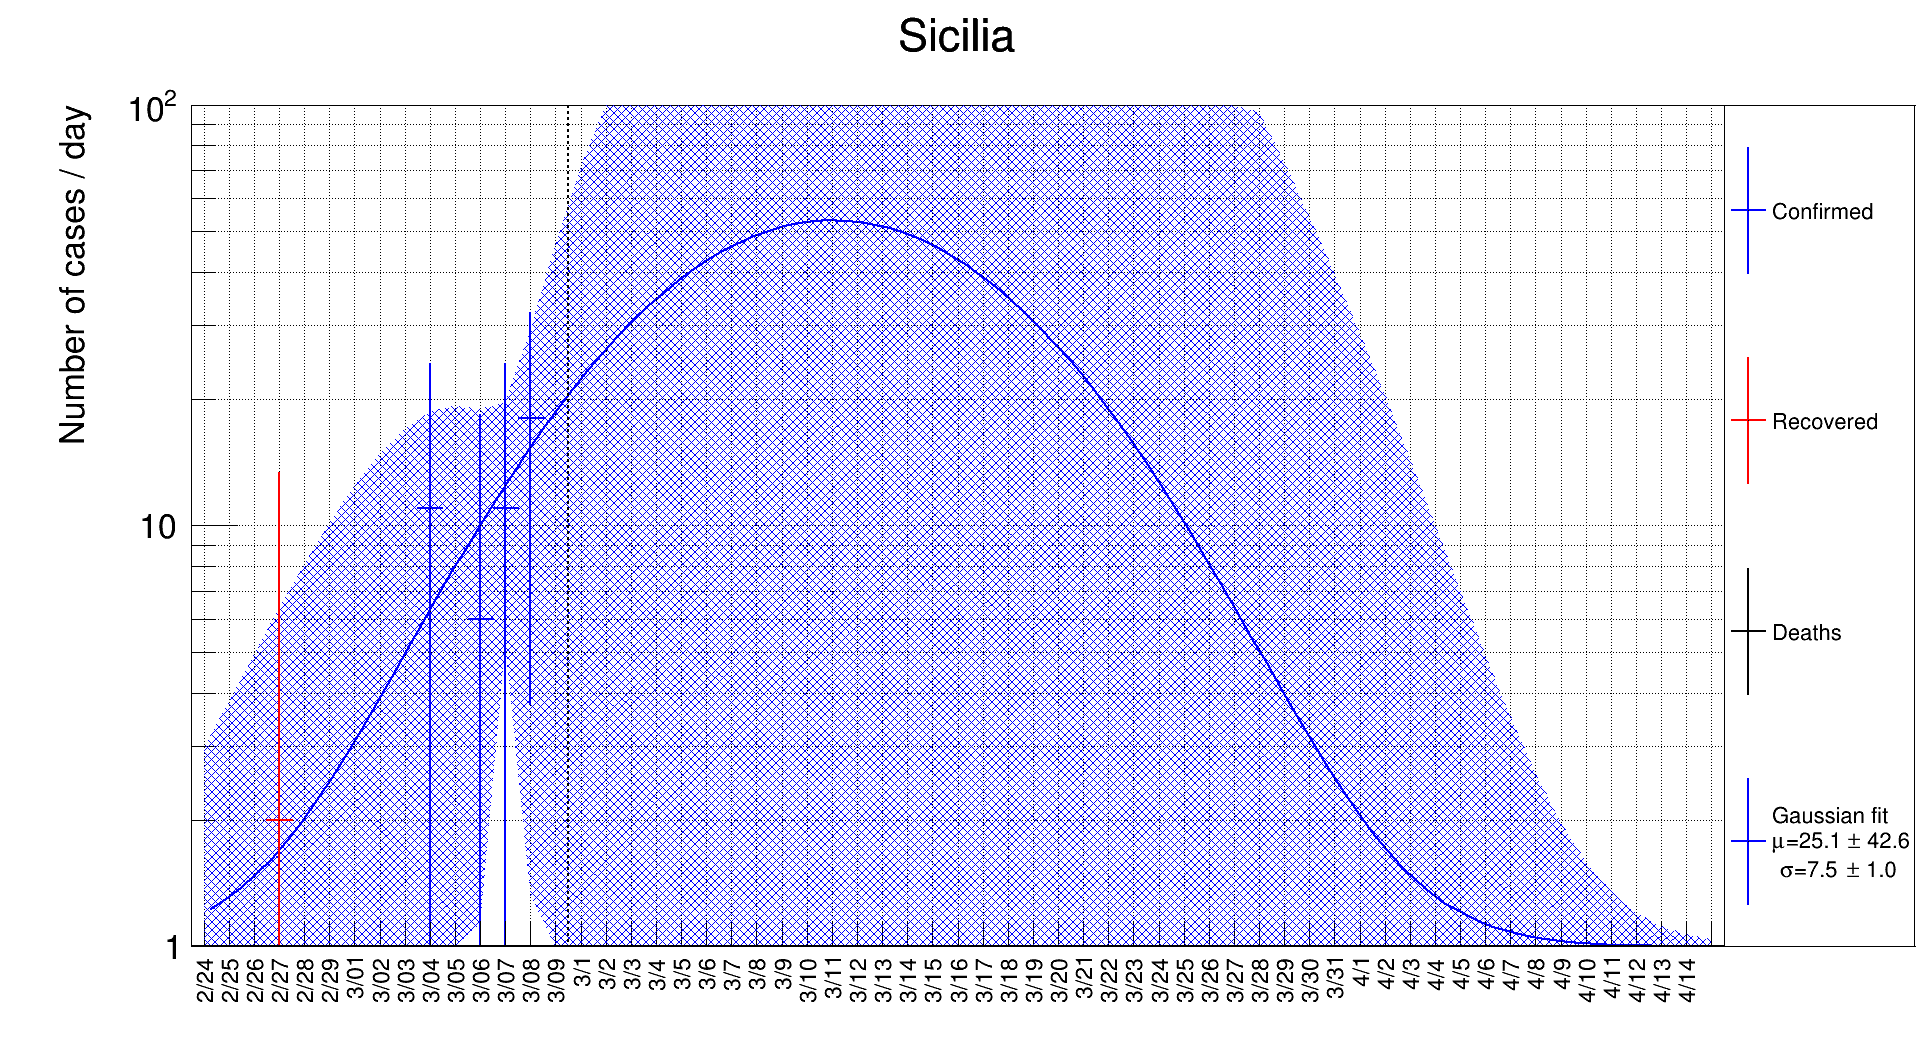 Sicilia
Number of cases / day
10²
10
1
2/24 2/25 2/26 2/27 2/28 2/29 3/01 3/02 3/03 3/04 3/05 3/06 3/07 3/08 3/09 3/1 3/2 3/3 3/4 3/5 3/6 3/7 3/8 3/9 3/10 3/11 3/12 3/13 3/14 3/15 3/16 3/17 3/18 3/19 3/20 3/21 3/22 3/23 3/24 3/25 3/26 3/27 3/28 3/29 3/30 3/31 4/1 4/2 4/3 4/4 4/5 4/6 4/7 4/8 4/9 4/10 4/11 4/12 4/13 4/14
Confirmed
Recovered
Deaths
Gaussian fit
μ=25.1 ± 42.6
σ=7.5 ± 1.0